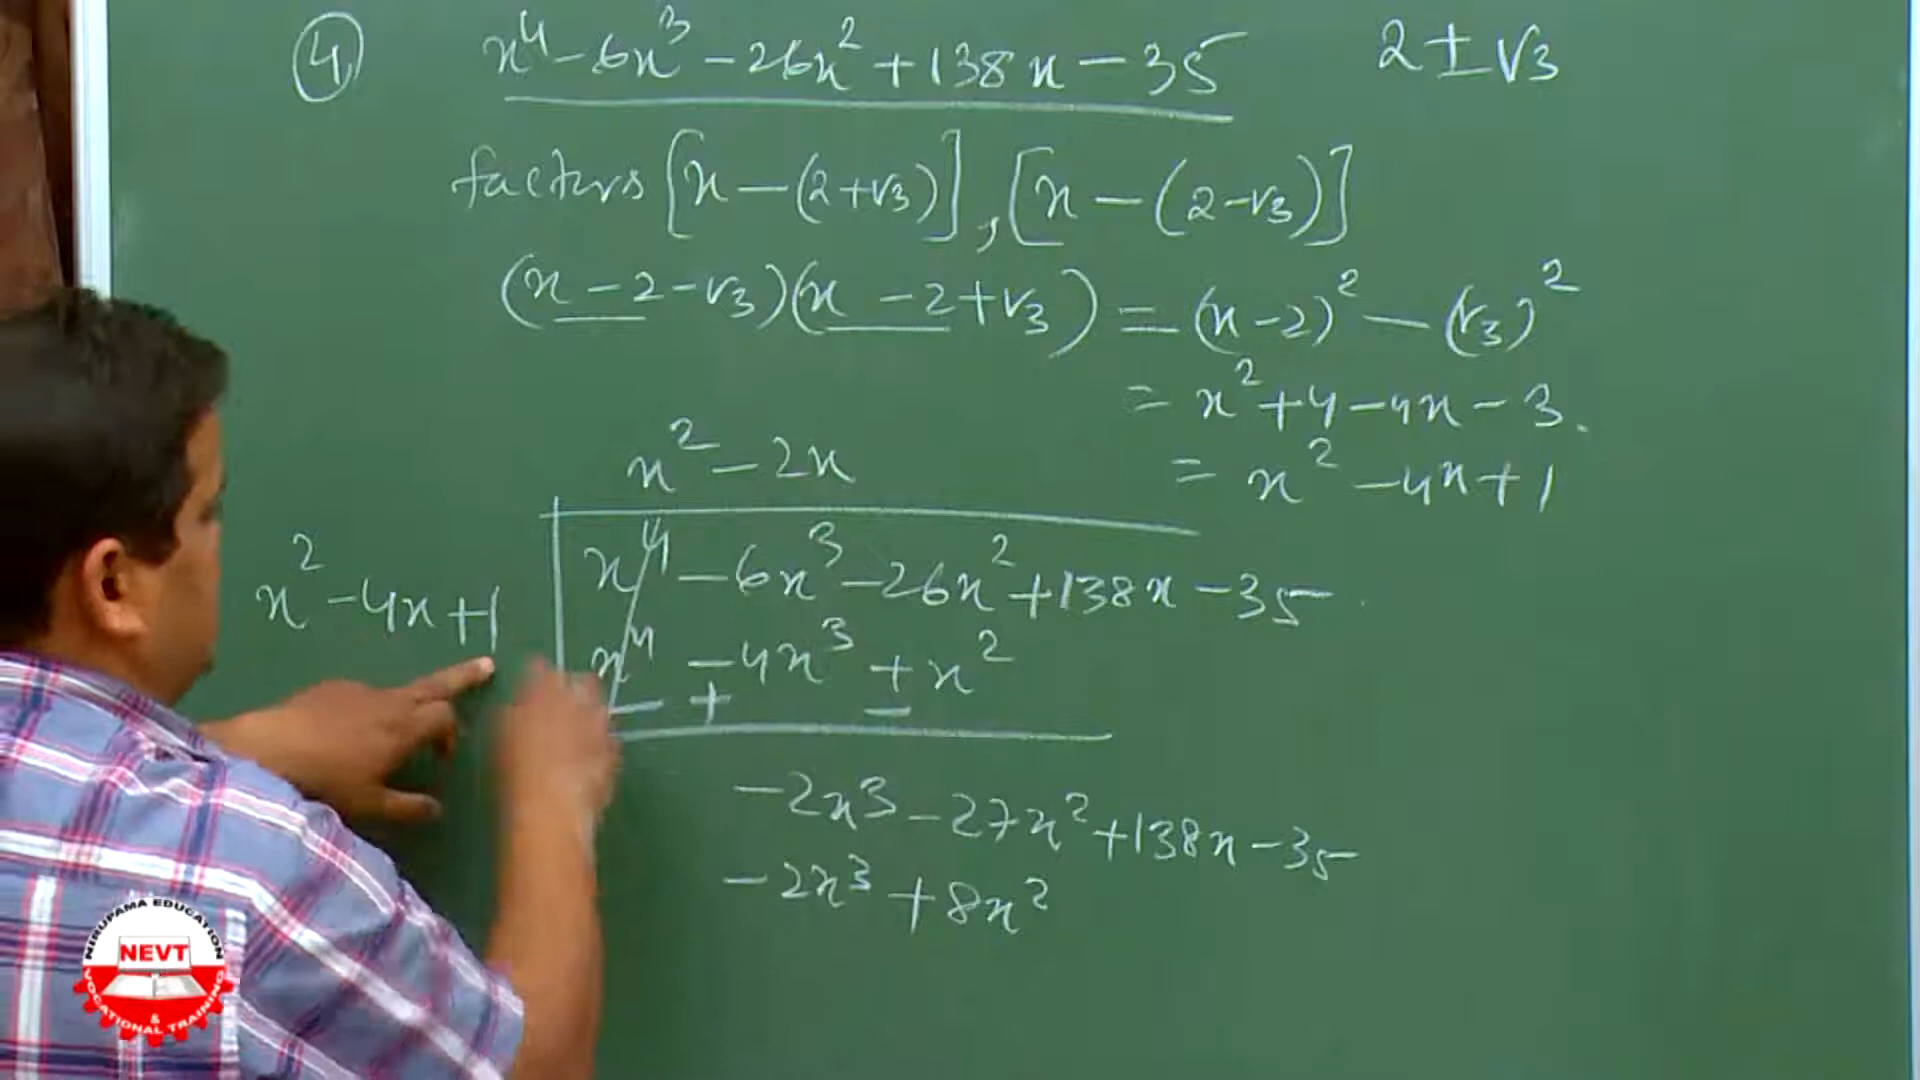 4 x⁴ - 6x³ - 26x² + 138x - 35 2 ± √3
factors [x - (2+√3)], [x - (2-√3)]
(x - 2 - √3)(x - 2 + √3) = (x-2)² - (√3)²
= x² + 4 - 4x - 3.
= x² - 4x + 1
x² - 2x
x² - 4x + 1 x⁴ - 6x³ - 26x² + 138x - 35
x⁴ - 4x³ + x²
- + -
-2x³ - 27x² + 138x - 35
-2x³ + 8x²
NIRUPAMA EDUCATION
NEVT
& VOCATIONAL TRAINING